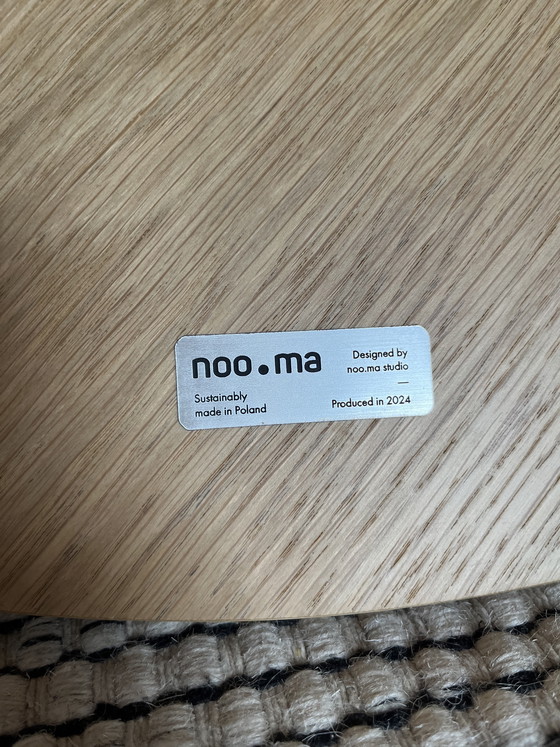 noo.ma
Sustainably
made in Poland
Designed by
noo.ma studio
—
Produced in 2024